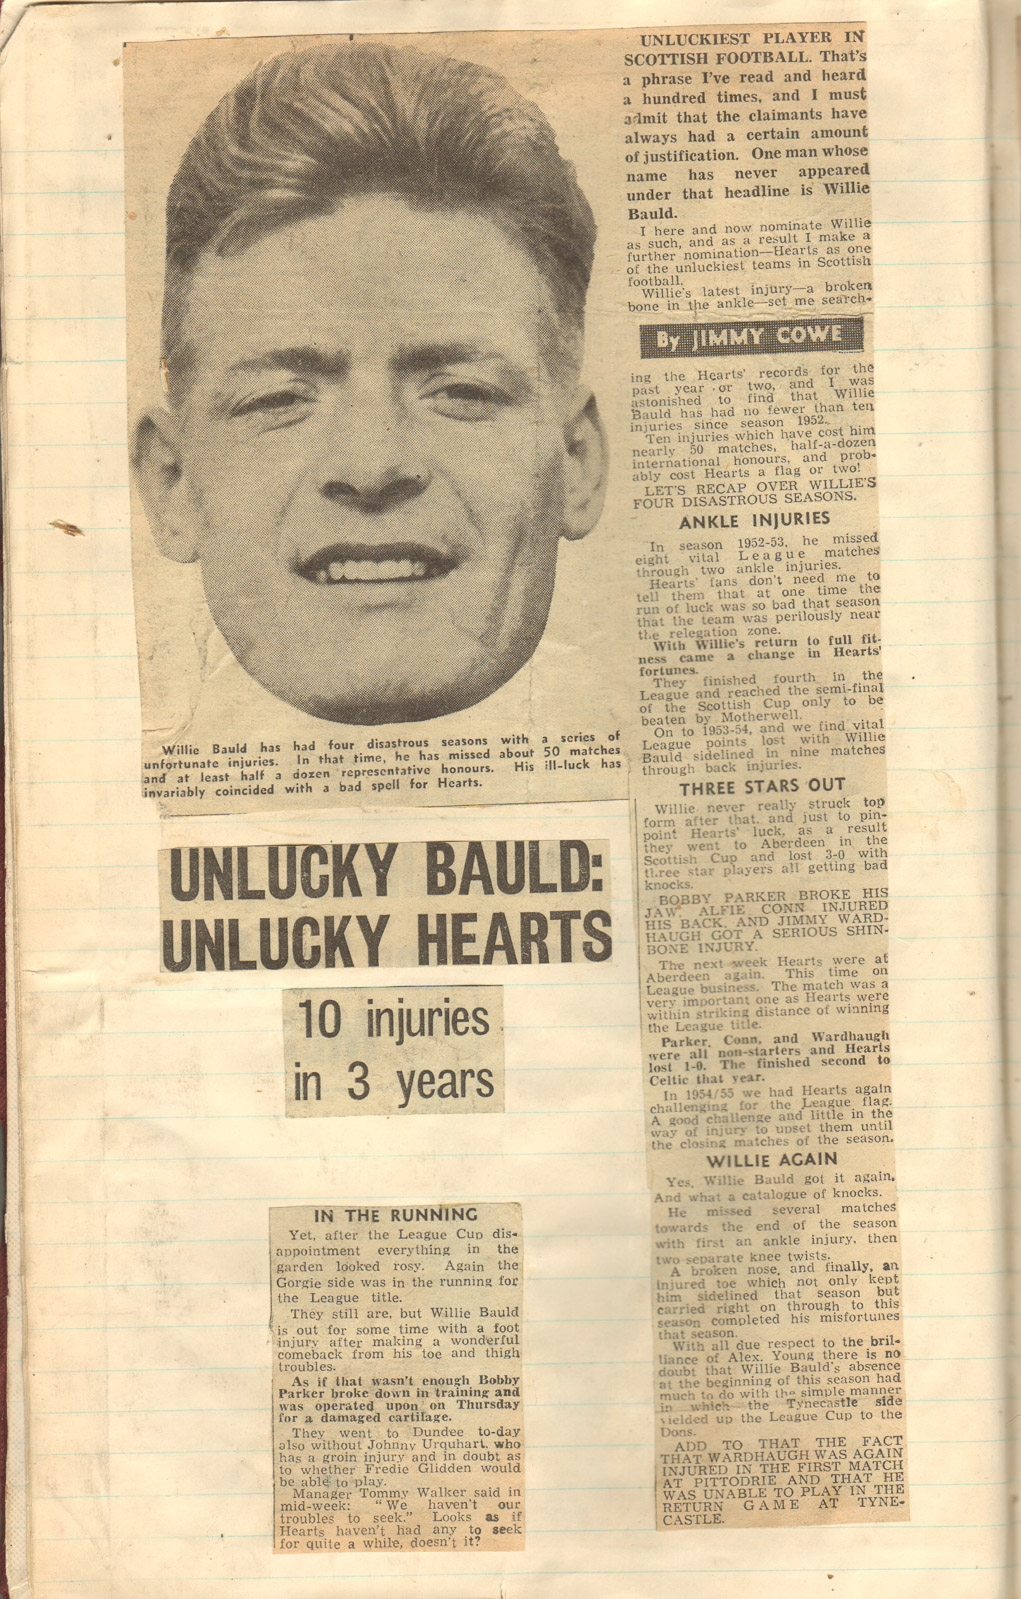 UNLUCKIEST PLAYER IN
SCOTTISH FOOTBALL. That's
a phrase I've read and heard
a hundred times, and I must
admit that the claimants have
always had a certain amount
of justification. One man whose
name has never appeared
under that headline is Willie
Bauld.
I here and now nominate Willie
as such, and as a result I make a
further nomination—Hearts as one
of the unluckiest teams in Scottish
football.
Willie's latest injury—a broken
bone in the ankle—set me search-
By JIMMY COWE
ing the Hearts' records for the
past year or two, and I was
astonished to find that Willie
Bauld has had no fewer than ten
injuries since season 1952.
Ten injuries which have cost him
nearly 50 matches, half-a-dozen
international honours, and prob-
ably cost Hearts a flag or two!
LET'S RECAP OVER WILLIE'S
FOUR DISASTROUS SEASONS.
ANKLE INJURIES
In season 1952-53, he missed
eight vital League matches
through two ankle injuries.
Hearts' fans don't need me to
tell them that at one time the
run of luck was so bad that season
that the team was perilously near
the relegation zone.
With Willie's return to full fit-
ness came a change in Hearts'
fortunes.
They finished fourth in the
League and reached the semi-final
of the Scottish Cup only to be
beaten by Motherwell.
On to 1953-54, and we find vital
League points lost with Willie
Bauld sidelined in nine matches
through back injuries.
THREE STARS OUT
Willie never really struck top
form after that, and just to pin-
point Hearts' luck, as a result
they went to Aberdeen in the
Scottish Cup and lost 3-0 with
three star players all getting bad
knocks.
BOBBY PARKER BROKE HIS
JAW, ALFIE CONN INJURED
HIS BACK, AND JIMMY WARD-
HAUGH GOT A SERIOUS SHIN-
BONE INJURY.
The next week Hearts were at
Aberdeen again. This time on
League business. The match was a
very important one as Hearts were
within striking distance of winning
the League title.
Parker, Conn, and Wardhaugh
were all non-starters and Hearts
lost 1-0. The finished second to
Celtic that year.
In 1954/55 we had Hearts again
challenging for the League flag.
A good challenge and little in the
way of injury to upset them until
the closing matches of the season.
WILLIE AGAIN
Yes, Willie Bauld got it again.
And what a catalogue of knocks.
He missed several matches
towards the end of the season
with first an ankle injury, then
two separate knee twists.
A broken nose, and finally, an
injured toe which not only kept
him sidelined that season but
carried right on through to this
season completed his misfortunes
that season.
With all due respect to the bril-
liance of Alex. Young there is no
doubt that Willie Bauld's absence
at the beginning of this season had
much to do with the simple manner
in which the Tynecastle side
yielded up the League Cup to the
Dons.
ADD TO THAT THE FACT
THAT WARDHAUGH WAS AGAIN
INJURED IN THE FIRST MATCH
AT PITTODRIE AND THAT HE
WAS UNABLE TO PLAY IN THE
RETURN GAME AT TYNE-
CASTLE.
Willie Bauld has had four disastrous seasons with a series of
unfortunate injuries. In that time, he has missed about 50 matches
and at least half a dozen representative honours. His ill-luck has
invariably coincided with a bad spell for Hearts.
UNLUCKY BAULD:
UNLUCKY HEARTS
10 injuries
in 3 years
IN THE RUNNING
Yet, after the League Cup dis-
appointment everything in the
garden looked rosy. Again the
Gorgie side was in the running for
the League title.
They still are, but Willie Bauld
is out for some time with a foot
injury after making a wonderful
comeback from his toe and thigh
troubles.
As if that wasn't enough Bobby
Parker broke down in training and
was operated upon on Thursday
for a damaged cartilage.
They went to Dundee to-day
also without Johnny Urquhart, who
has a groin injury and in doubt as
to whether Fredie Glidden would
be able to play.
Manager Tommy Walker said in
mid-week: "We haven't our
troubles to seek." Looks as if
Hearts haven't had any to seek
for quite a while, doesn't it?